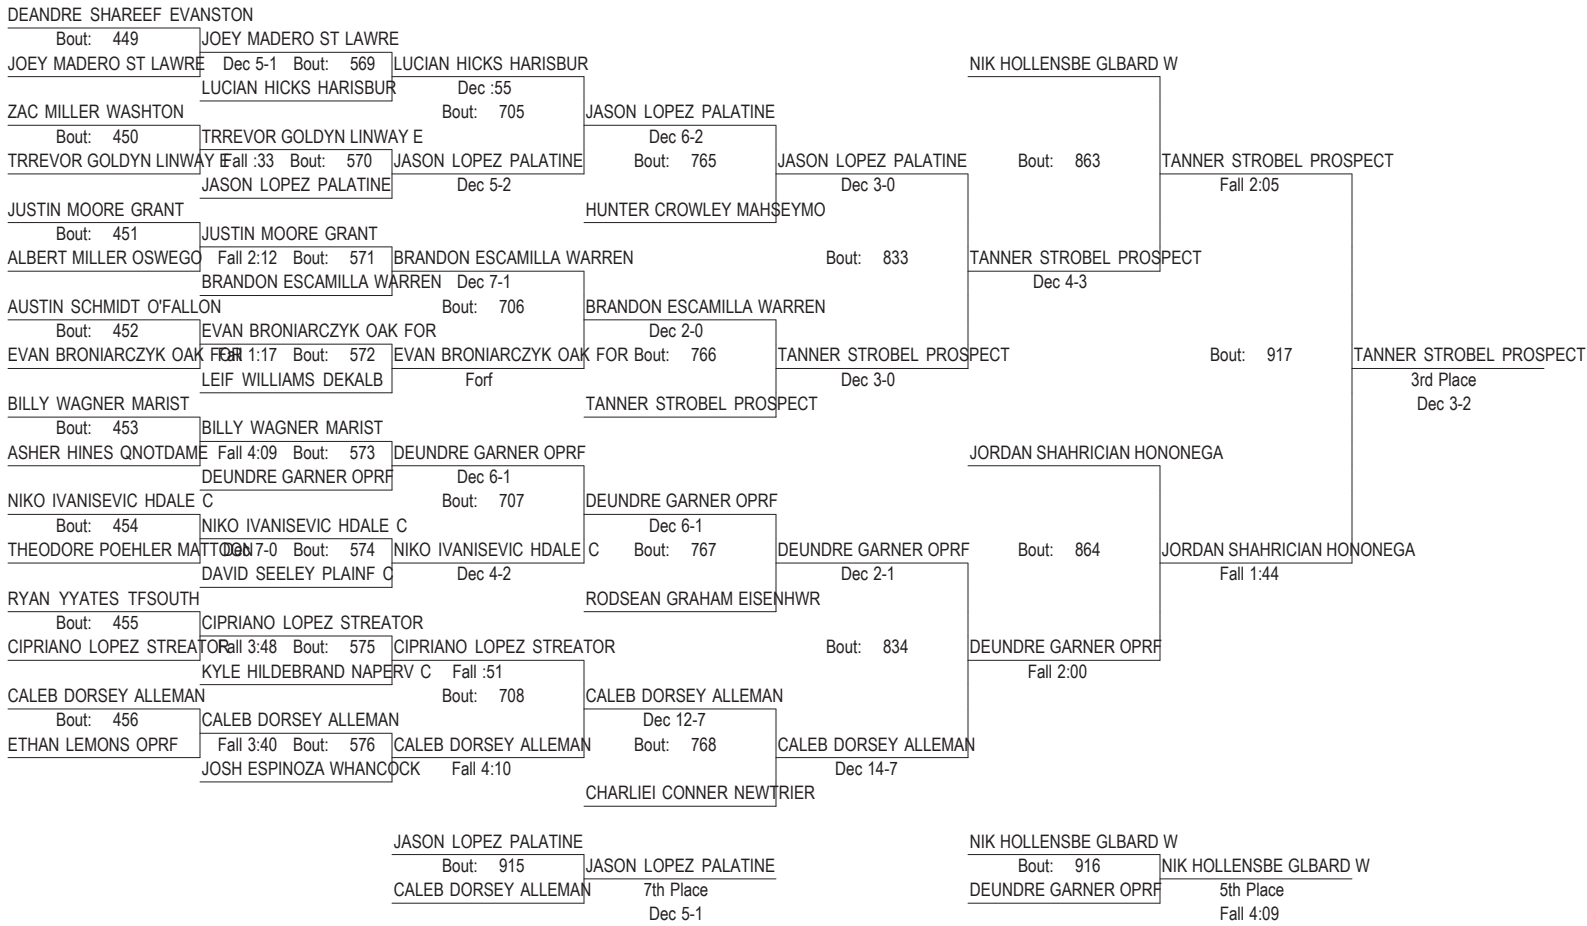 DEANDRE SHAREEF EVANSTON
Bout: 449 JOEY MADERO ST LAWRE
JOEY MADERO ST LAWRE Dec 5-1 Bout: 569 LUCIAN HICKS HARISBUR NIK HOLLENSBE GLBARD W
LUCIAN HICKS HARISBUR Dec :55
ZAC MILLER WASHTON Bout: 705 JASON LOPEZ PALATINE
Bout: 450 TRREVOR GOLDYN LINWAY E Dec 6-2
TRREVOR GOLDYN LINWAY E Fall :33 Bout: 570 JASON LOPEZ PALATINE Bout: 765 JASON LOPEZ PALATINE Bout: 863 TANNER STROBEL PROSPECT
JASON LOPEZ PALATINE Dec 5-2 Dec 3-0 Fall 2:05
JUSTIN MOORE GRANT HUNTER CROWLEY MAHSEYMO
Bout: 451 JUSTIN MOORE GRANT
ALBERT MILLER OSWEGO Fall 2:12 Bout: 571 BRANDON ESCAMILLA WARREN Bout: 833 TANNER STROBEL PROSPECT
BRANDON ESCAMILLA WARREN Dec 7-1 Dec 4-3
AUSTIN SCHMIDT O'FALLON Bout: 706 BRANDON ESCAMILLA WARREN
Bout: 452 EVAN BRONIARCZYK OAK FOR Dec 2-0
EVAN BRONIARCZYK OAK FOR Fall 1:17 Bout: 572 EVAN BRONIARCZYK OAK FOR Bout: 766 TANNER STROBEL PROSPECT Bout: 917 TANNER STROBEL PROSPECT
LEIF WILLIAMS DEKALB Forf Dec 3-0 3rd Place
BILLY WAGNER MARIST TANNER STROBEL PROSPECT Dec 3-2
Bout: 453 BILLY WAGNER MARIST
ASHER HINES QNOTDAME Fall 4:09 Bout: 573 DEUNDRE GARNER OPRF JORDAN SHAHRICIAN HONONEGA
DEUNDRE GARNER OPRF Dec 6-1
NIKO IVANISEVIC HDALE C Bout: 707 DEUNDRE GARNER OPRF
Bout: 454 NIKO IVANISEVIC HDALE C Dec 6-1
THEODORE POEHLER MATTOON Dec 7-0 Bout: 574 NIKO IVANISEVIC HDALE C Bout: 767 DEUNDRE GARNER OPRF Bout: 864 JORDAN SHAHRICIAN HONONEGA
DAVID SEELEY PLAINF C Dec 4-2 Dec 2-1 Fall 1:44
RYAN YYATES TFSOUTH RODSEAN GRAHAM EISENHWR
Bout: 455 CIPRIANO LOPEZ STREATOR
CIPRIANO LOPEZ STREATOR Fall 3:48 Bout: 575 CIPRIANO LOPEZ STREATOR Bout: 834 DEUNDRE GARNER OPRF
KYLE HILDEBRAND NAPERV C Fall :51 Fall 2:00
CALEB DORSEY ALLEMAN Bout: 708 CALEB DORSEY ALLEMAN
Bout: 456 CALEB DORSEY ALLEMAN Dec 12-7
ETHAN LEMONS OPRF Fall 3:40 Bout: 576 CALEB DORSEY ALLEMAN Bout: 768 CALEB DORSEY ALLEMAN
JOSH ESPINOZA WHANCOCK Fall 4:10 Dec 14-7
CHARLIEI CONNER NEWTRIER
JASON LOPEZ PALATINE NIK HOLLENSBE GLBARD W
Bout: 915 JASON LOPEZ PALATINE Bout: 916 NIK HOLLENSBE GLBARD W
CALEB DORSEY ALLEMAN 7th Place DEUNDRE GARNER OPRF 5th Place
Dec 5-1 Fall 4:09